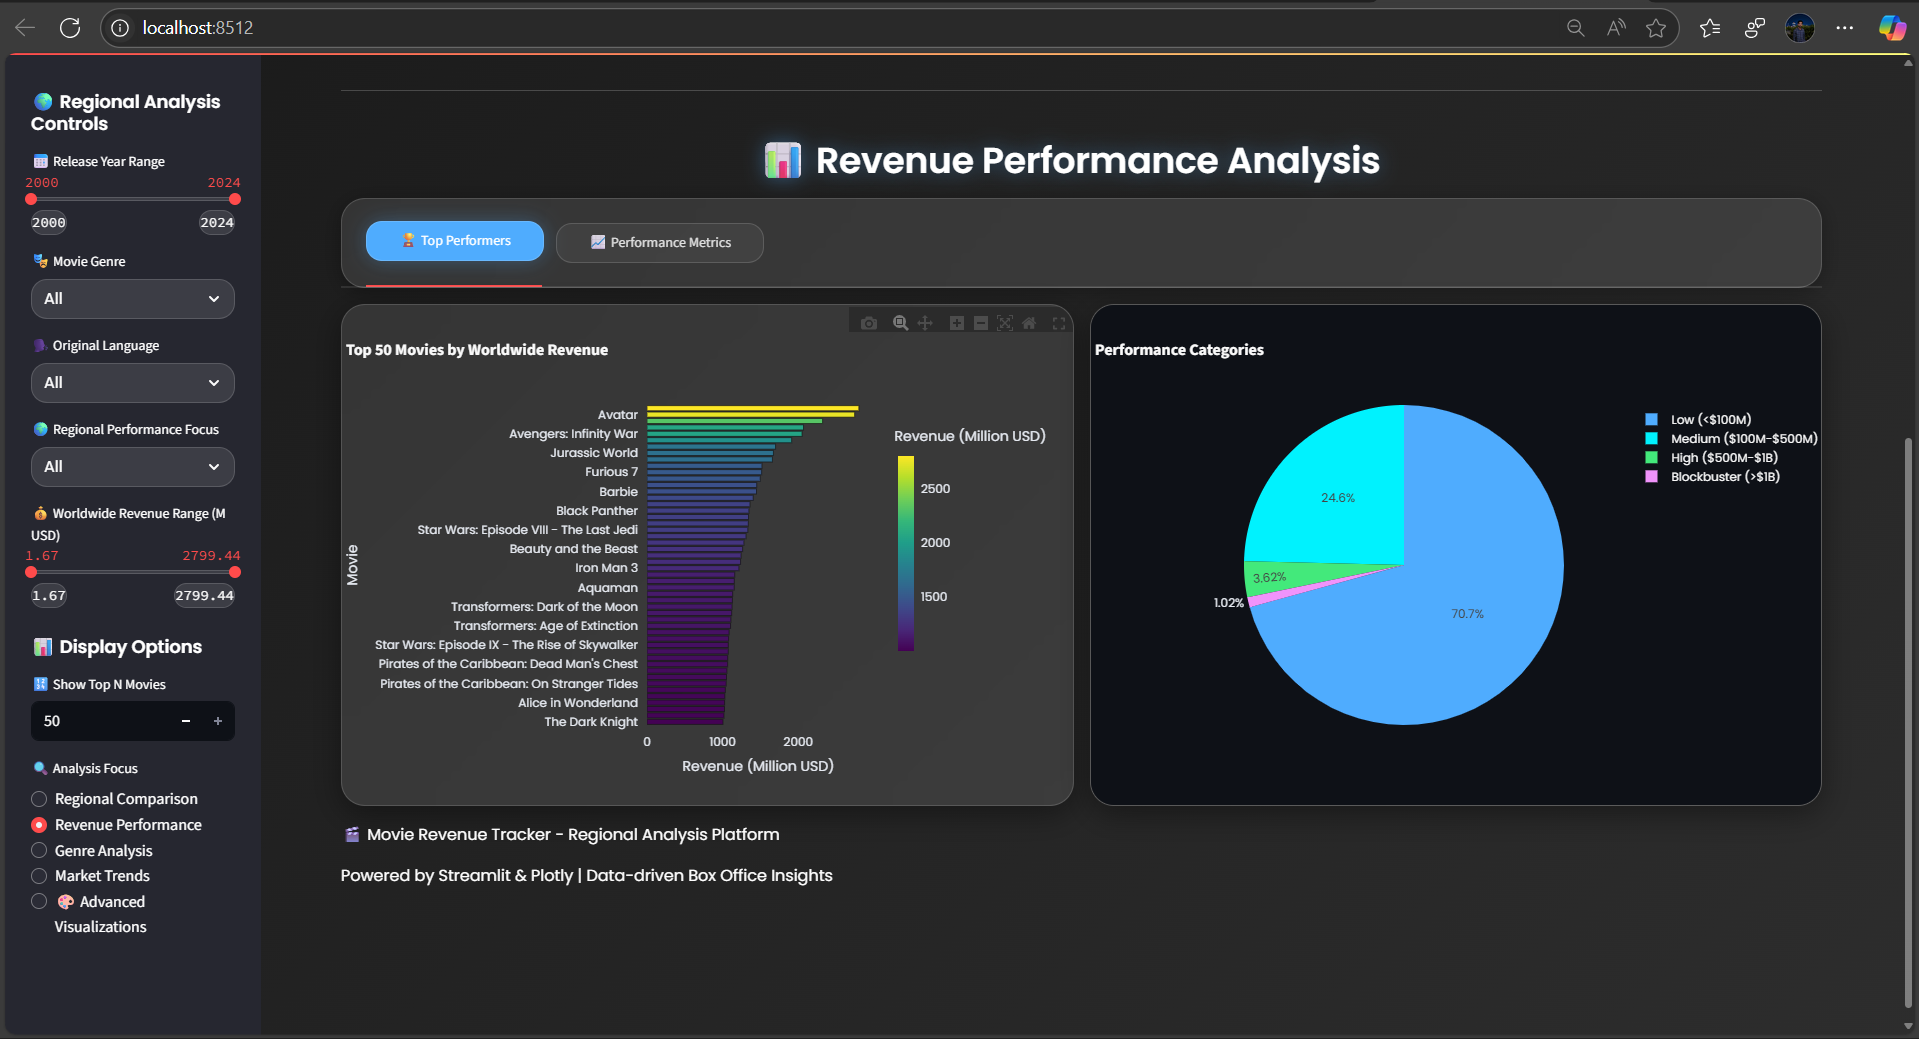 localhost:8512
Regional Analysis
Controls
Release Year Range
2000 2024
2000 2024
Movie Genre
All
Original Language
All
Regional Performance Focus
All
Worldwide Revenue Range (M
USD)
1.67 2799.44
1.67 2799.44
Display Options
Show Top N Movies
50
Analysis Focus
Regional Comparison
Revenue Performance
Genre Analysis
Market Trends
Advanced
Visualizations
Revenue Performance Analysis
Top Performers
Performance Metrics
Top 50 Movies by Worldwide Revenue
Movie
Avatar
Avengers: Infinity War
Jurassic World
Furious 7
Barbie
Black Panther
Star Wars: Episode VIII - The Last Jedi
Beauty and the Beast
Iron Man 3
Aquaman
Transformers: Dark of the Moon
Transformers: Age of Extinction
Star Wars: Episode IX - The Rise of Skywalker
Pirates of the Caribbean: Dead Man's Chest
Pirates of the Caribbean: On Stranger Tides
Alice in Wonderland
The Dark Knight
0 1000 2000
Revenue (Million USD)
Revenue (Million USD)
2500
2000
1500
Performance Categories
24.6%
3.62%
1.02%
70.7%
Low (<$100M)
Medium ($100M-$500M)
High ($500M-$1B)
Blockbuster (>$1B)
Movie Revenue Tracker - Regional Analysis Platform
Powered by Streamlit & Plotly | Data-driven Box Office Insights